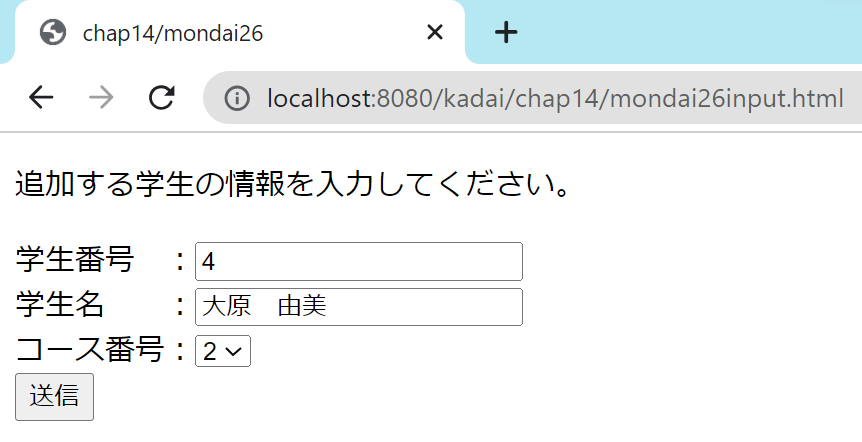 chap14/mondai26
localhost:8080/kadai/chap14/mondai26input.html
追加する学生の情報を入力してください。
学生番号　：4
学生名　　：大原　由美
コース番号：2
送信